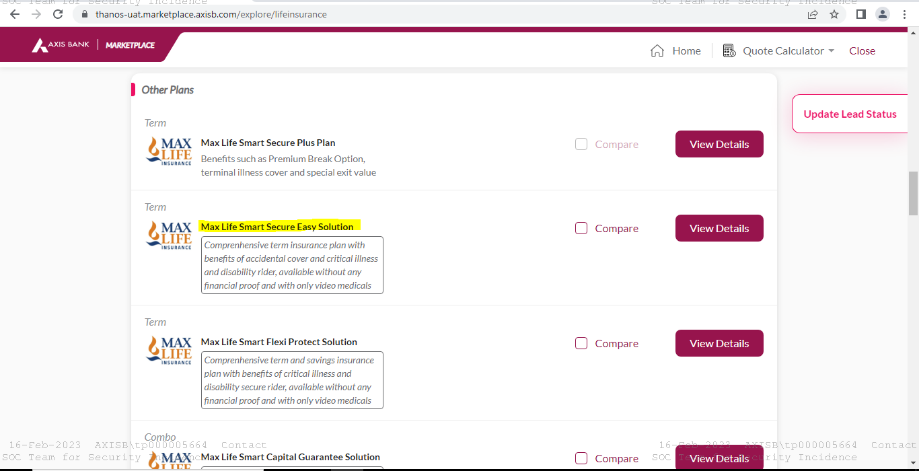 SOC Team for Security Incidence
SOC Team for Security Incidence
thanos-uat.marketplace.axisb.com/explore/lifeinsurance
AXIS BANK | MARKETPLACE
Home
Quote Calculator
Close
Other Plans
Update Lead Status
Term
MAX
LIFE
INSURANCE
Max Life Smart Secure Plus Plan
Benefits such as Premium Break Option,
terminal illness cover and special exit value
Compare
View Details
Term
MAX
LIFE
INSURANCE
Max Life Smart Secure Easy Solution
Comprenhensive term insurance plan with
benefits of accidental cover and critical illness
and disability rider, available without any
financial proof and with only video medicals
Compare
View Details
Term
MAX
LIFE
INSURANCE
Max Life Smart Flexi Protect Solution
Comprehensive term and savings insurance
plan with benefits of critical illness and
disability secure rider, available without any
financial proof and with only video medicals
Compare
View Details
Combo
MAX
LIFE
Max Life Smart Capital Guarantee Solution
Compare
View Details
16-Feb-2023 AXISB\tp000005664 Contact
SOC Team for Security Incidence
16-Feb-2023 AXISB\tp000005664 Contact
SOC Team for Security Incidence